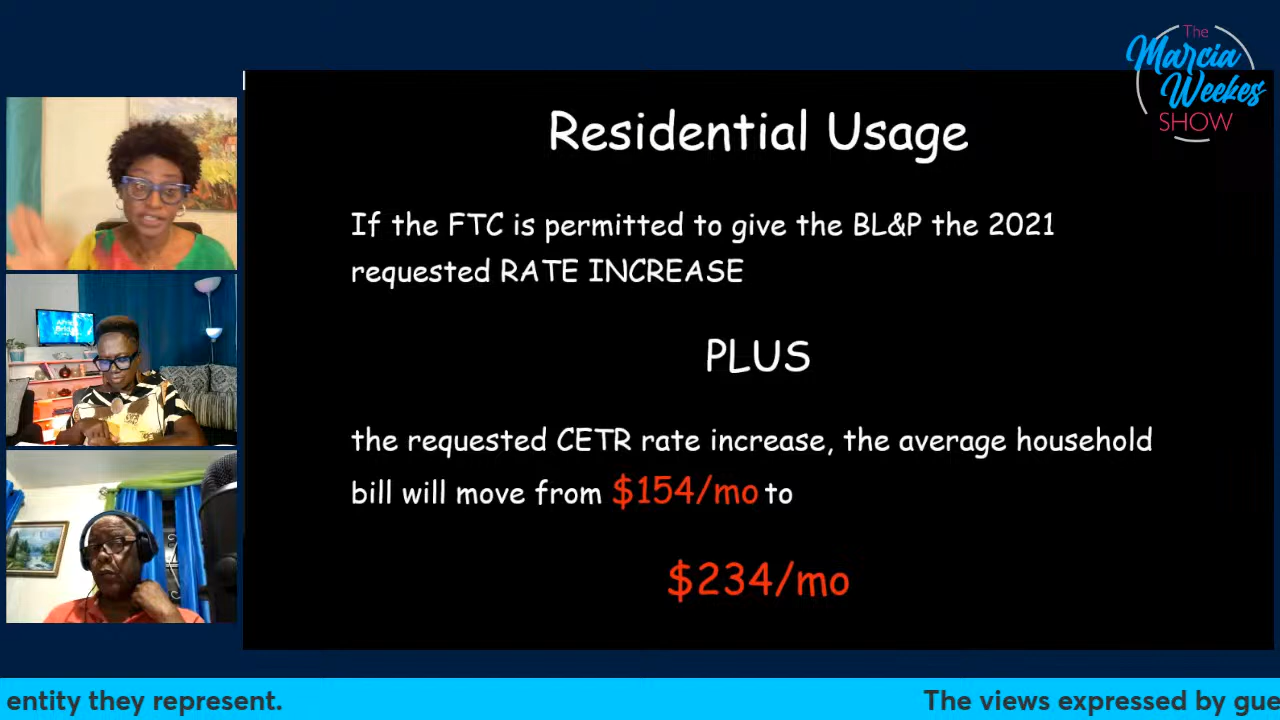 The
Marcia
Weekes
SHOW
Residential Usage
If the FTC is permitted to give the BL&P the 2021
requested RATE INCREASE
PLUS
the requested CETR rate increase, the average household
bill will move from $154/mo to
$234/mo
entity they represent.
The views expressed by gue